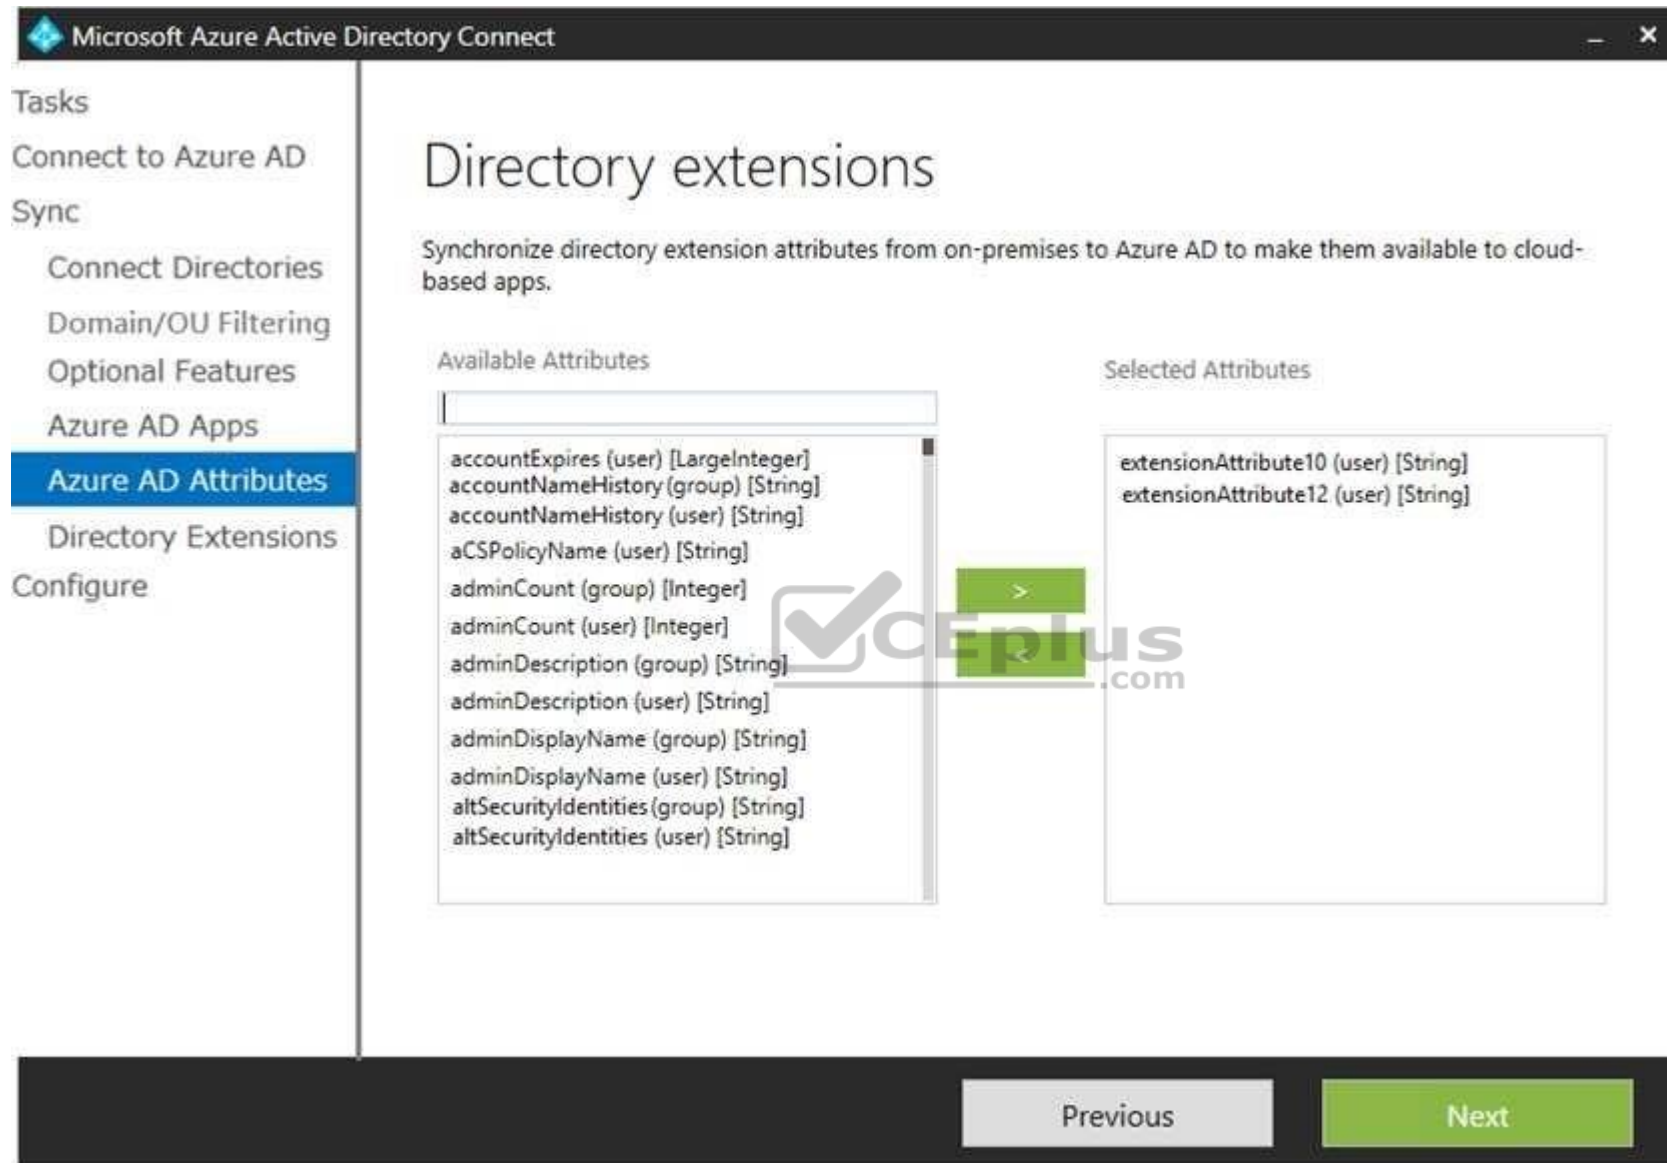 Microsoft Azure Active Directory Connect
Tasks
Connect to Azure AD
Sync
Connect Directories
Domain/OU Filtering
Optional Features
Azure AD Apps
Azure AD Attributes
Directory Extensions
Configure
Directory extensions
Synchronize directory extension attributes from on-premises to Azure AD to make them available to cloud-
based apps.
Available Attributes
accountExpires (user) [LargeInteger]
accountNameHistory (group) [String]
accountNameHistory (user) [String]
aCSPolicyName (user) [String]
adminCount (group) [Integer]
adminCount (user) [Integer]
adminDescription (group) [String]
adminDescription (user) [String]
adminDisplayName (group) [String]
adminDisplayName (user) [String]
altSecurityIdentities (group) [String]
altSecurityIdentities (user) [String]
>
<
Selected Attributes
extensionAttribute10 (user) [String]
extensionAttribute12 (user) [String]
CEplus
.com
Previous
Next